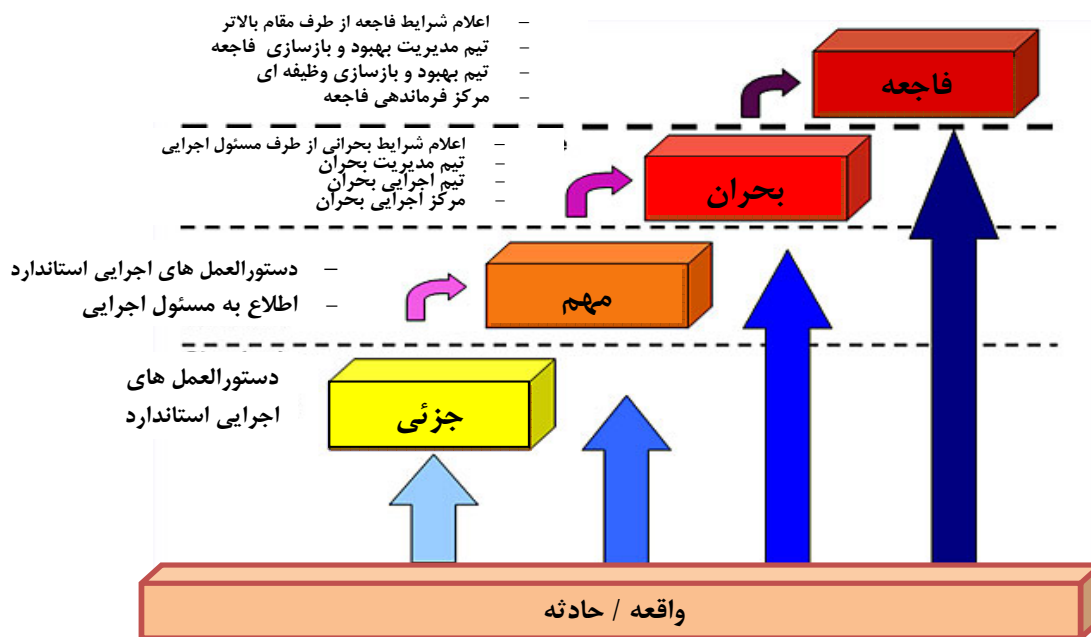 – اعلام شرایط فاجعه از طرف مقام بالاتر
– تیم مدیریت بهبود و بازسازی فاجعه
– تیم بهبود و بازسازی وظیفه ای
– مرکز فرماندهی فاجعه
فاجعه
– اعلام شرایط بحرانی از طرف مسئول اجرایی
– تیم مدیریت بحران
– تیم اجرایی بحران
– مرکز اجرایی بحران
بحران
– دستورالعمل های اجرایی استاندارد
– اطلاع به مسئول اجرایی
مهم
دستورالعمل های
اجرایی استاندارد
جزئی
واقعه / حادثه